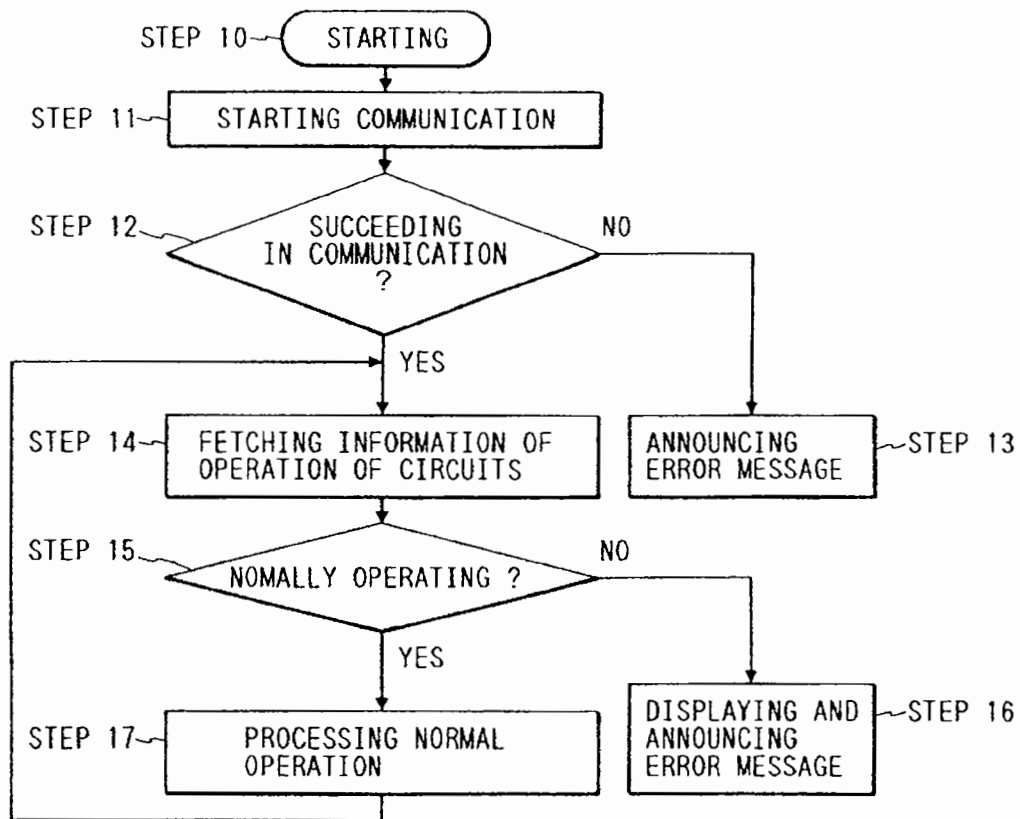 STEP 10
STARTING
STEP 11
STARTING COMMUNICATION
STEP 12
SUCCEEDING
IN COMMUNICATION
?
NO
YES
STEP 14
FETCHING INFORMATION OF
OPERATION OF CIRCUITS
ANNOUNCING
ERROR MESSAGE
STEP 13
STEP 15
NOMALLY OPERATING ?
NO
YES
STEP 17
PROCESSING NORMAL
OPERATION
DISPLAYING AND
ANNOUNCING
ERROR MESSAGE
STEP 16